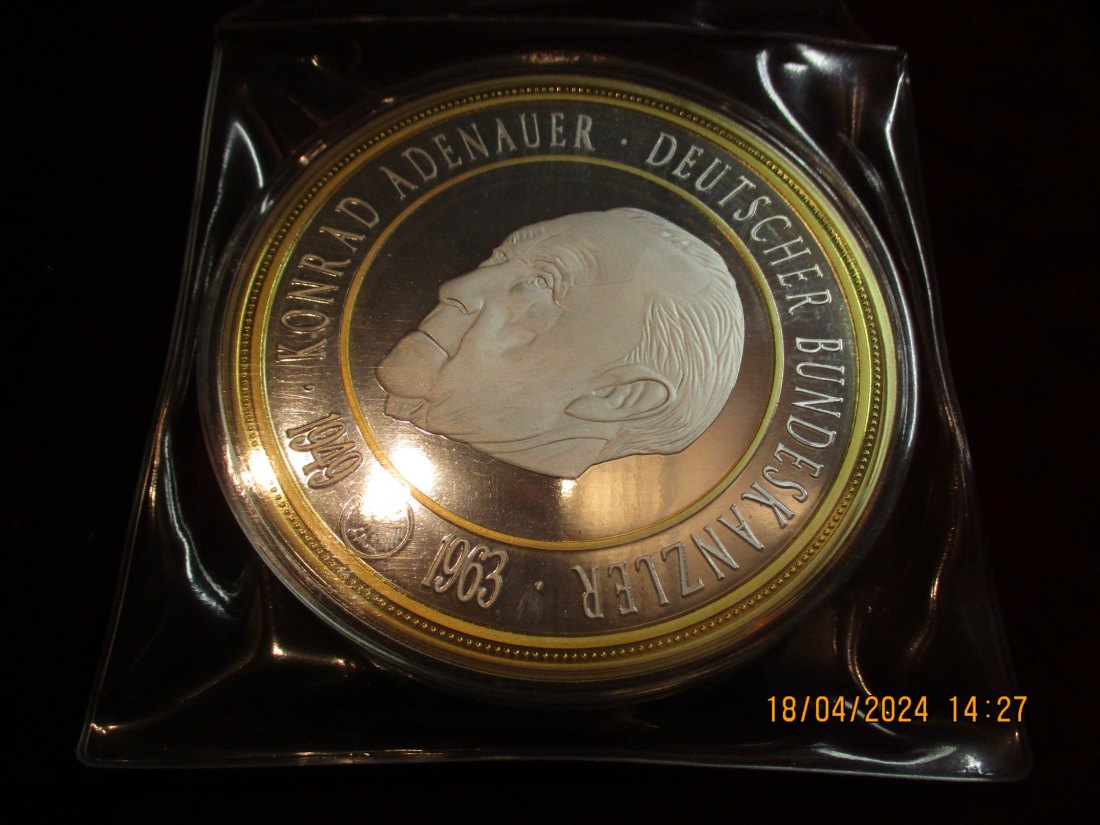 · KONRAD ADENAUER · DEUTSCHER BUNDESKANZLER ·
1949
1963
18/04/2024 14:27